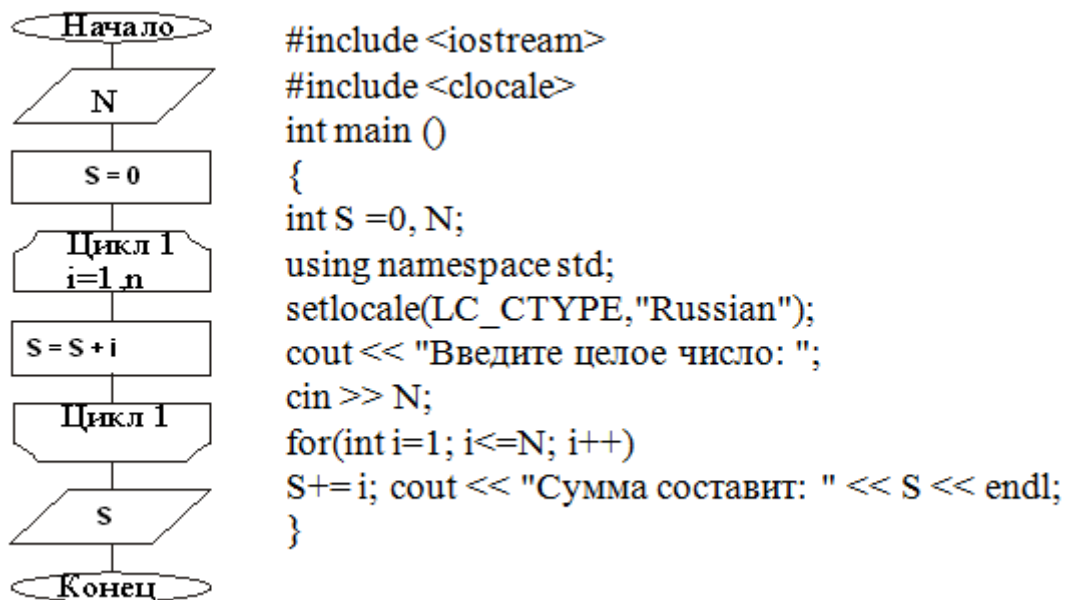 Начало
N
S = 0
Цикл 1
i=1 ,n
S = S + i
Цикл 1
S
Конец
#include <iostream>
#include <clocale>
int main ()
{
int S =0, N;
using namespace std;
setlocale(LC_CTYPE,"Russian");
cout << "Введите целое число: ";
cin >> N;
for(int i=1; i<=N; i++)
S+= i; cout << "Сумма составит: " << S << endl;
}